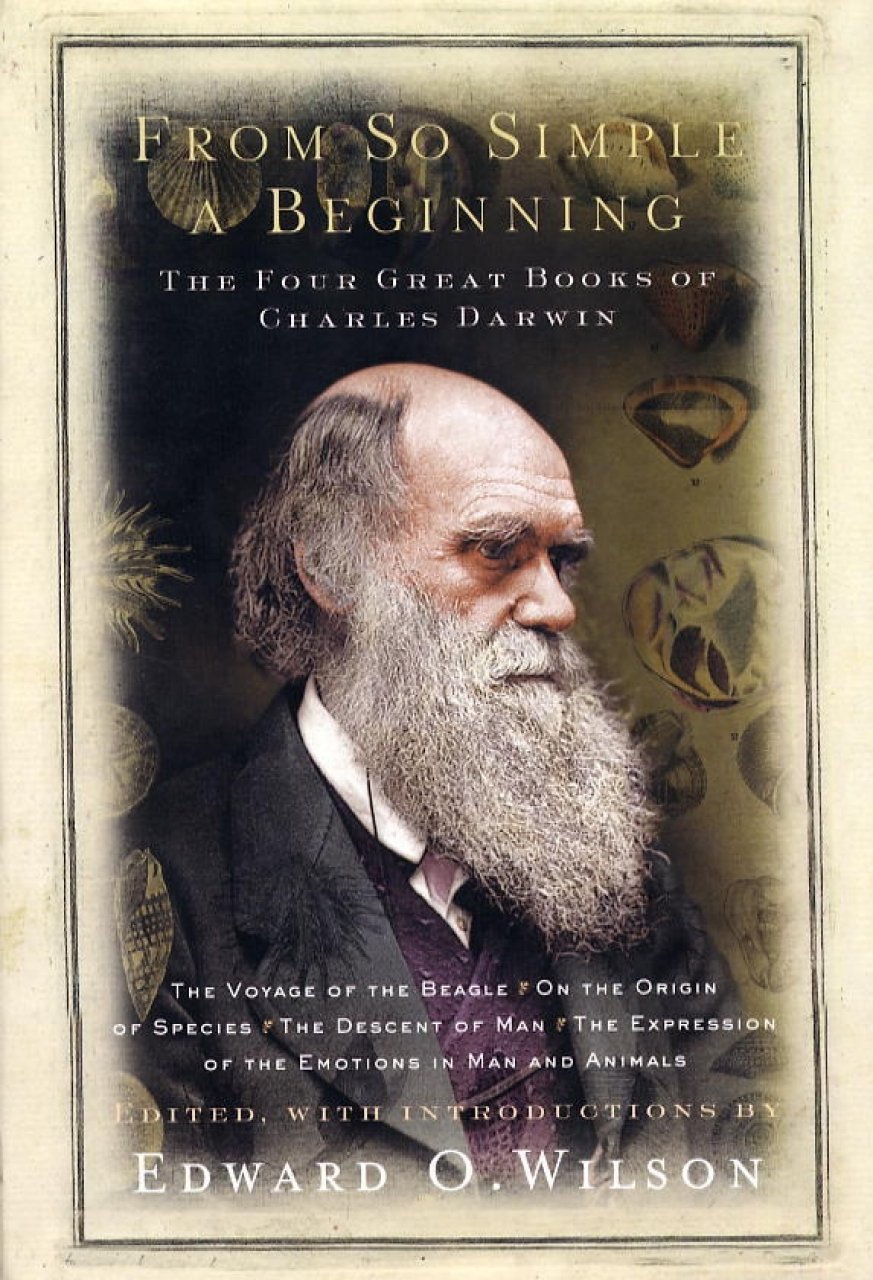 FROM SO SIMPLE
A BEGINNING
THE FOUR GREAT BOOKS OF
CHARLES DARWIN
THE VOYAGE OF THE BEAGLE ❦ ON THE ORIGIN
OF SPECIES ❦ THE DESCENT OF MAN ❦ THE EXPRESSION
OF THE EMOTIONS IN MAN AND ANIMALS
EDITED, WITH INTRODUCTIONS BY
EDWARD O. WILSON